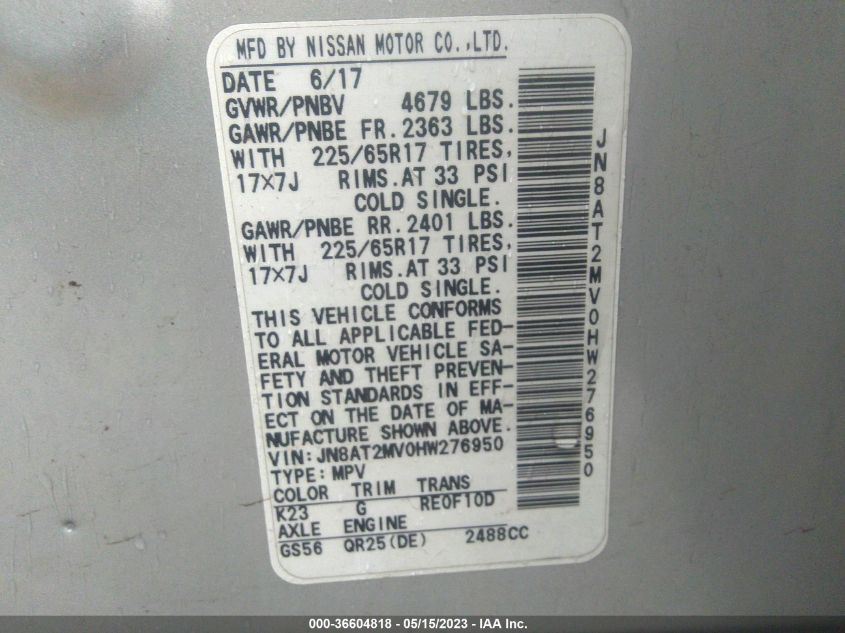 MFD BY NISSAN MOTOR CO.,LTD.
DATE 6/17
GVWR/PNBV 4679 LBS.
GAWR/PNBE FR. 2363 LBS.
WITH 225/65R17 TIRES,
17×7J RIMS.AT 33 PSI
COLD SINGLE.
GAWR/PNBE RR. 2401 LBS.
WITH 225/65R17 TIRES,
17×7J RIMS.AT 33 PSI
COLD SINGLE.
THIS VEHICLE CONFORMS
TO ALL APPLICABLE FED-
ERAL MOTOR VEHICLE SA-
FETY AND THEFT PREVEN-
TION STANDARDS IN EFF-
ECT ON THE DATE OF MA-
NUFACTURE SHOWN ABOVE.
VIN: JN8AT2MV0HW276950
TYPE: MPV
COLOR TRIM TRANS
K23 G RE0F10D
AXLE ENGINE
GS56 QR25(DE) 2488CC
JN8AT2MV0HW276950
000-36604818 - 05/15/2023 - IAA Inc.